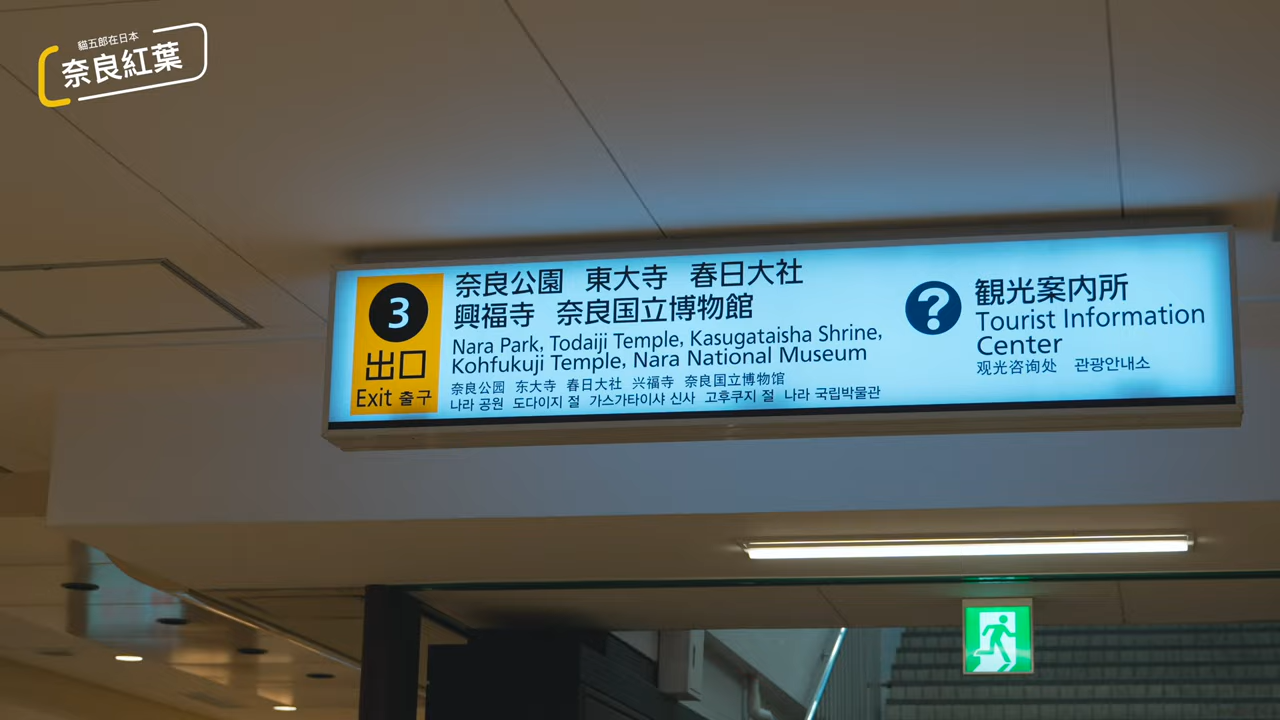 貓五郎在日本
奈良紅葉
3
出口
Exit 출구
奈良公園 東大寺 春日大社
興福寺 奈良国立博物館
Nara Park, Todaiji Temple, Kasugataisha Shrine,
Kohfukuji Temple, Nara National Museum
奈良公园 东大寺 春日大社 兴福寺 奈良国立博物馆
나라 공원 도다이지 절 가스가타이샤 신사 고후쿠지 절 나라 국립박물관
?
観光案内所
Tourist Information
Center
观光咨询处 관광안내소